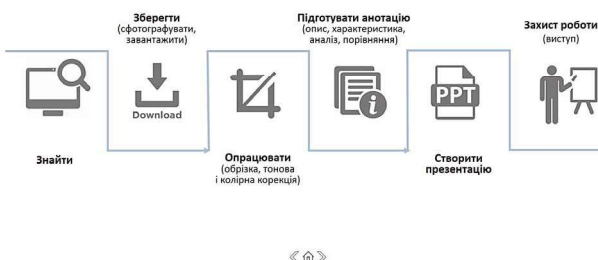 Зберегти
(сфотографувати,
завантажити)
Підготувати анотацію
(опис, характеристика,
аналіз, порівняння)
Захист роботи
(виступ)
Download
PPT
Знайти
Опрацювати
(обрізка, тонова
і колірна корекція)
Створити
презентацію